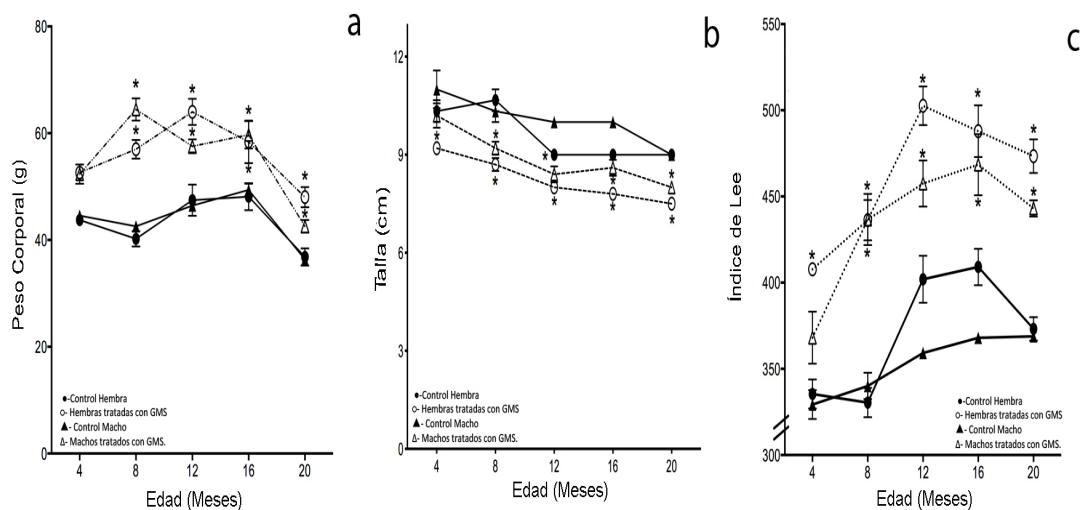 a
Peso Corporal (g)
80
60
40
20
0
*
*
*
*
*
*
*
*
●-Control Hembra
○- Hembras tratadas con GMS
▲- Control Macho
△- Machos tratados con GMS.
4 8 12 16 20
Edad (Meses)
b
Talla (cm)
12
9
6
3
0
*
*
*
*
*
*
*
*
*
●-Control Hembra
○- Hembras tratadas con GMS
▲- Control Macho
△- Machos tratados con GMS.
4 8 12 16 20
Edad (Meses)
c
Índice de Lee
550
500
450
400
350
300
*
*
*
*
*
*
*
*
*
●-Control Hembra
○- Hembras tratadas con GMS
▲- Control Macho
△- Machos tratados con GMS.
4 8 12 16 20
Edad (Meses)